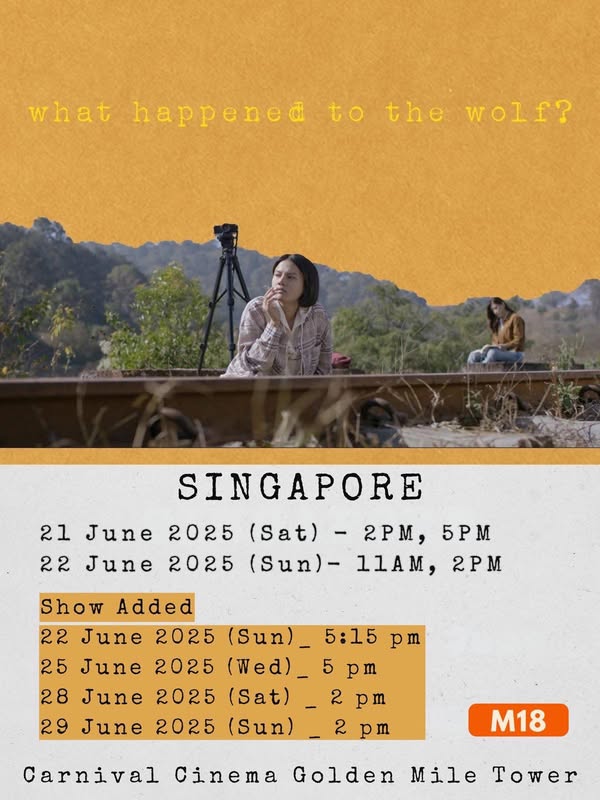 what happened to the wolf?
SINGAPORE
21 June 2025 (Sat) - 2PM, 5PM
22 June 2025 (Sun)- 11AM, 2PM
Show Added
22 June 2025 (Sun)_ 5:15 pm
25 June 2025 (Wed)_ 5 pm
28 June 2025 (Sat) _ 2 pm
29 June 2025 (Sun) _ 2 pm
M18
Carnival Cinema Golden Mile Tower